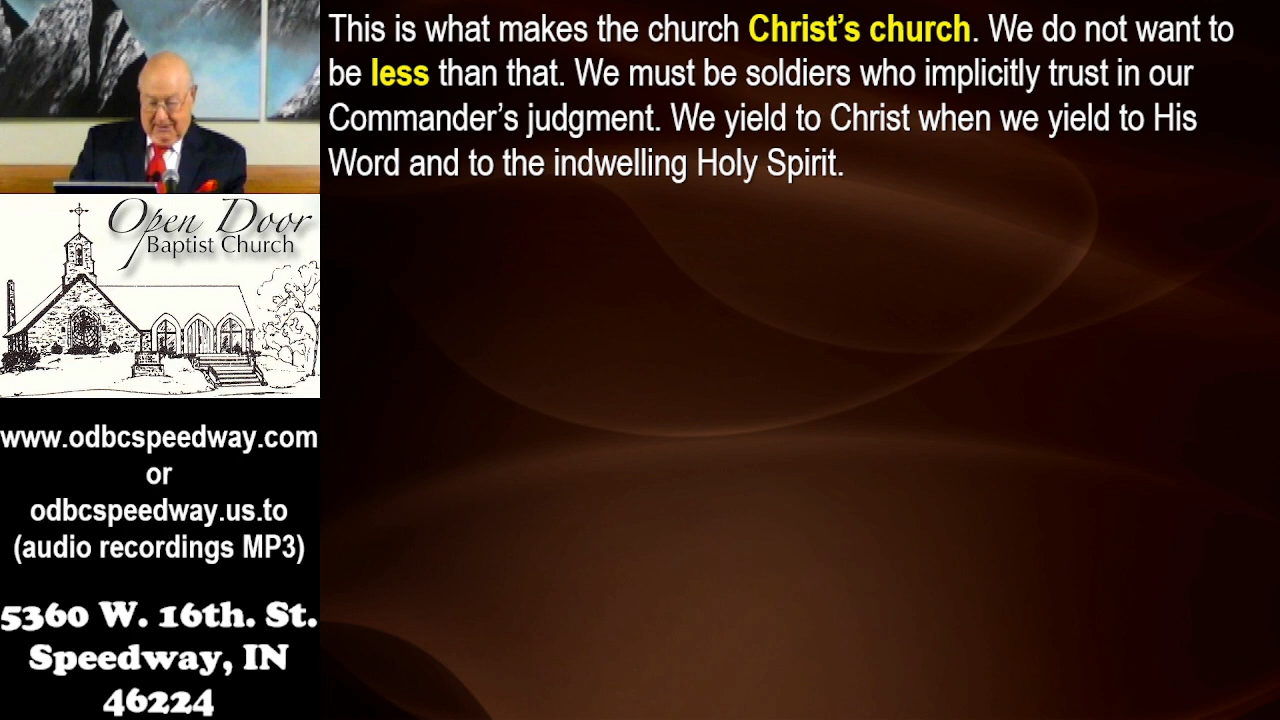 This is what makes the church Christ’s church. We do not want to
be less than that. We must be soldiers who implicitly trust in our
Commander’s judgment. We yield to Christ when we yield to His
Word and to the indwelling Holy Spirit.
Open Door
Baptist Church
www.odbcspeedway.com
or
odbcspeedway.us.to
(audio recordings MP3)
5360 W. 16th. St.
Speedway, IN
46224